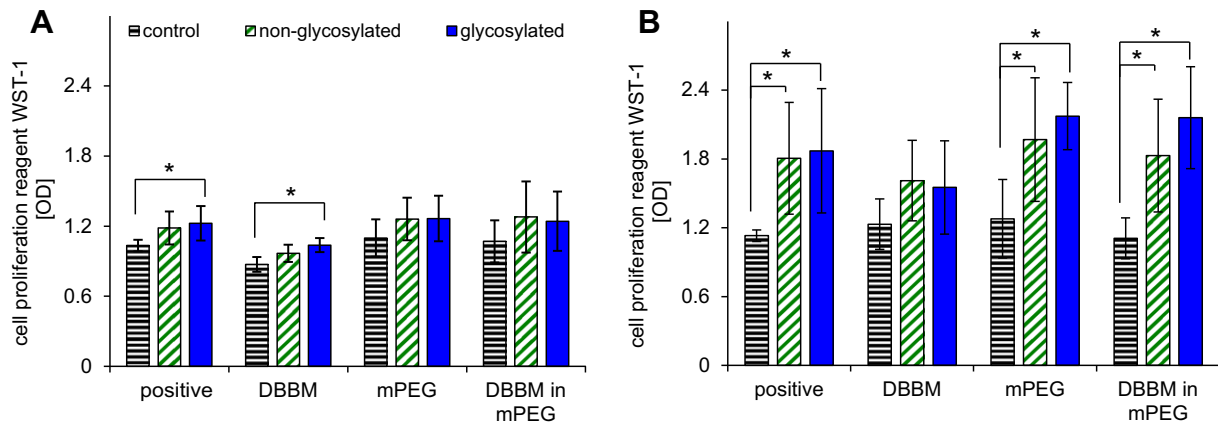 A
control non-glycosylated glycosylated
cell proliferation reagent WST-1
[OD]
2.4
1.8
1.2
0.6
0
*
*
positive DBBM mPEG DBBM in
mPEG
B
cell proliferation reagent WST-1
[OD]
2.4
1.8
1.2
0.6
0
*
*
*
*
*
*
positive DBBM mPEG DBBM in
mPEG